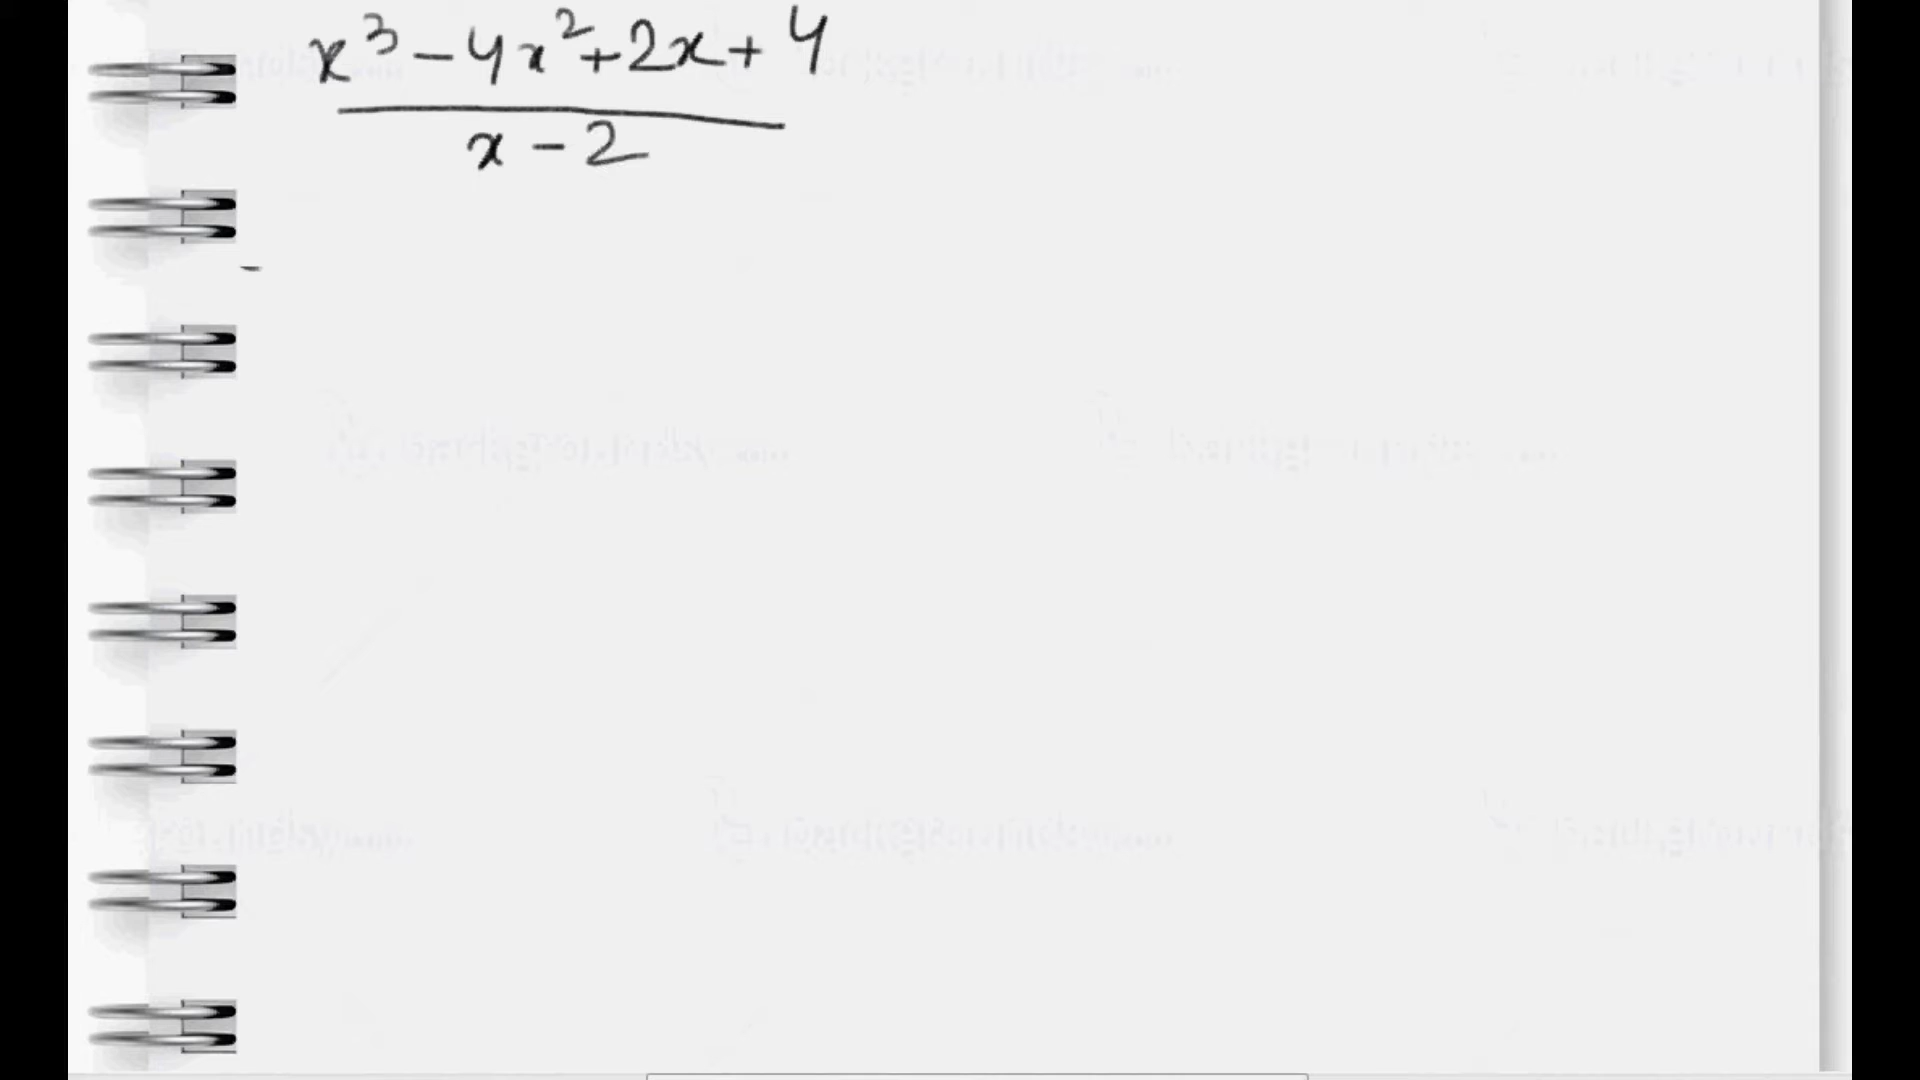 x³ - 4x² + 2x + 4
x - 2